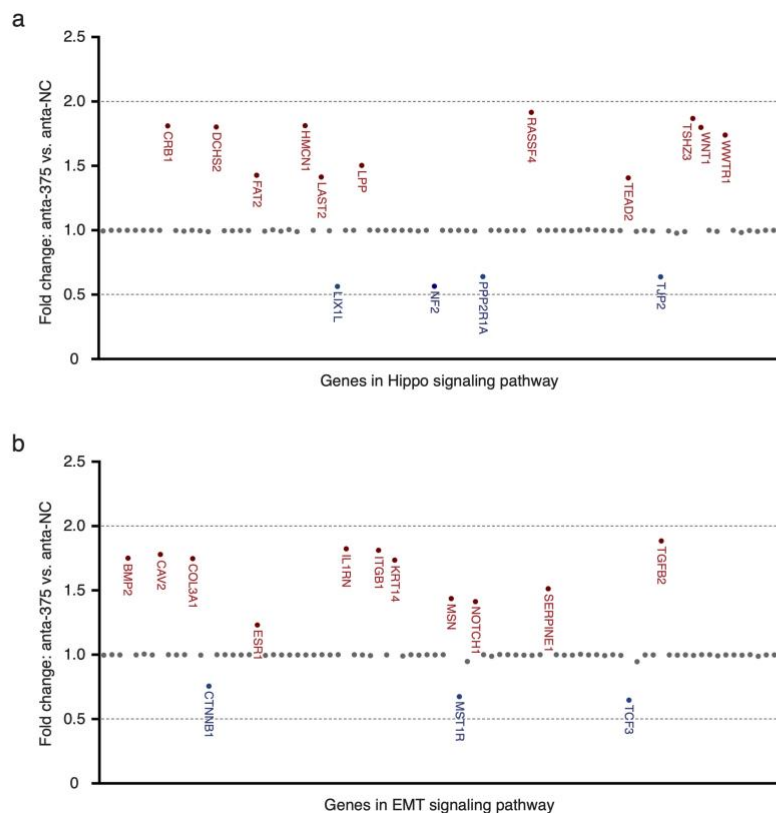 a
2.5
2.0
1.5
1.0
0.5
0
Fold change: anta-375 vs. anta-NC
CRB1
DCHS2
FAT2
HMCN1
LAST2
LIX1L
LPP
NF2
PPP2R1A
RASSF4
TEAD2
TJP2
TSHZ3
WNT1
WWTR1
Genes in Hippo signaling pathway
b
2.5
2.0
1.5
1.0
0.5
0
Fold change: anta-375 vs. anta-NC
BMP2
CAV2
COL3A1
CTNNB1
ESR1
IL1RN
ITGB1
KRT14
MSN
MST1R
NOTCH1
SERPINE1
TCF3
TGFB2
Genes in EMT signaling pathway